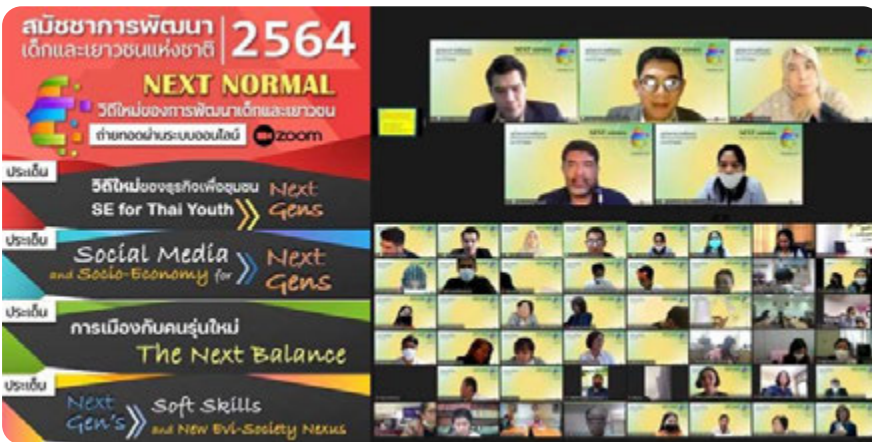 สมัชชาการพัฒนา
เด็กและเยาวชนแห่งชาติ
2564
NEXT NORMAL
วิถีใหม่ของการพัฒนาเด็กและเยาวชน
ถ่ายทอดผ่านระบบออนไลน์ zoom
ประเด็น
วิถีใหม่ของธุรกิจเพื่อชุมชน Next
SE for Thai Youth Gens
ประเด็น
Social Media Next
and Socio-Economy for Gens
ประเด็น
การเมืองกับคนรุ่นใหม่
The Next Balance
ประเด็น
Next Soft Skills
Gen's and New Evi-Society Nexus
NEXT NORMAL
NEXT NORMAL
NEXT NORMAL